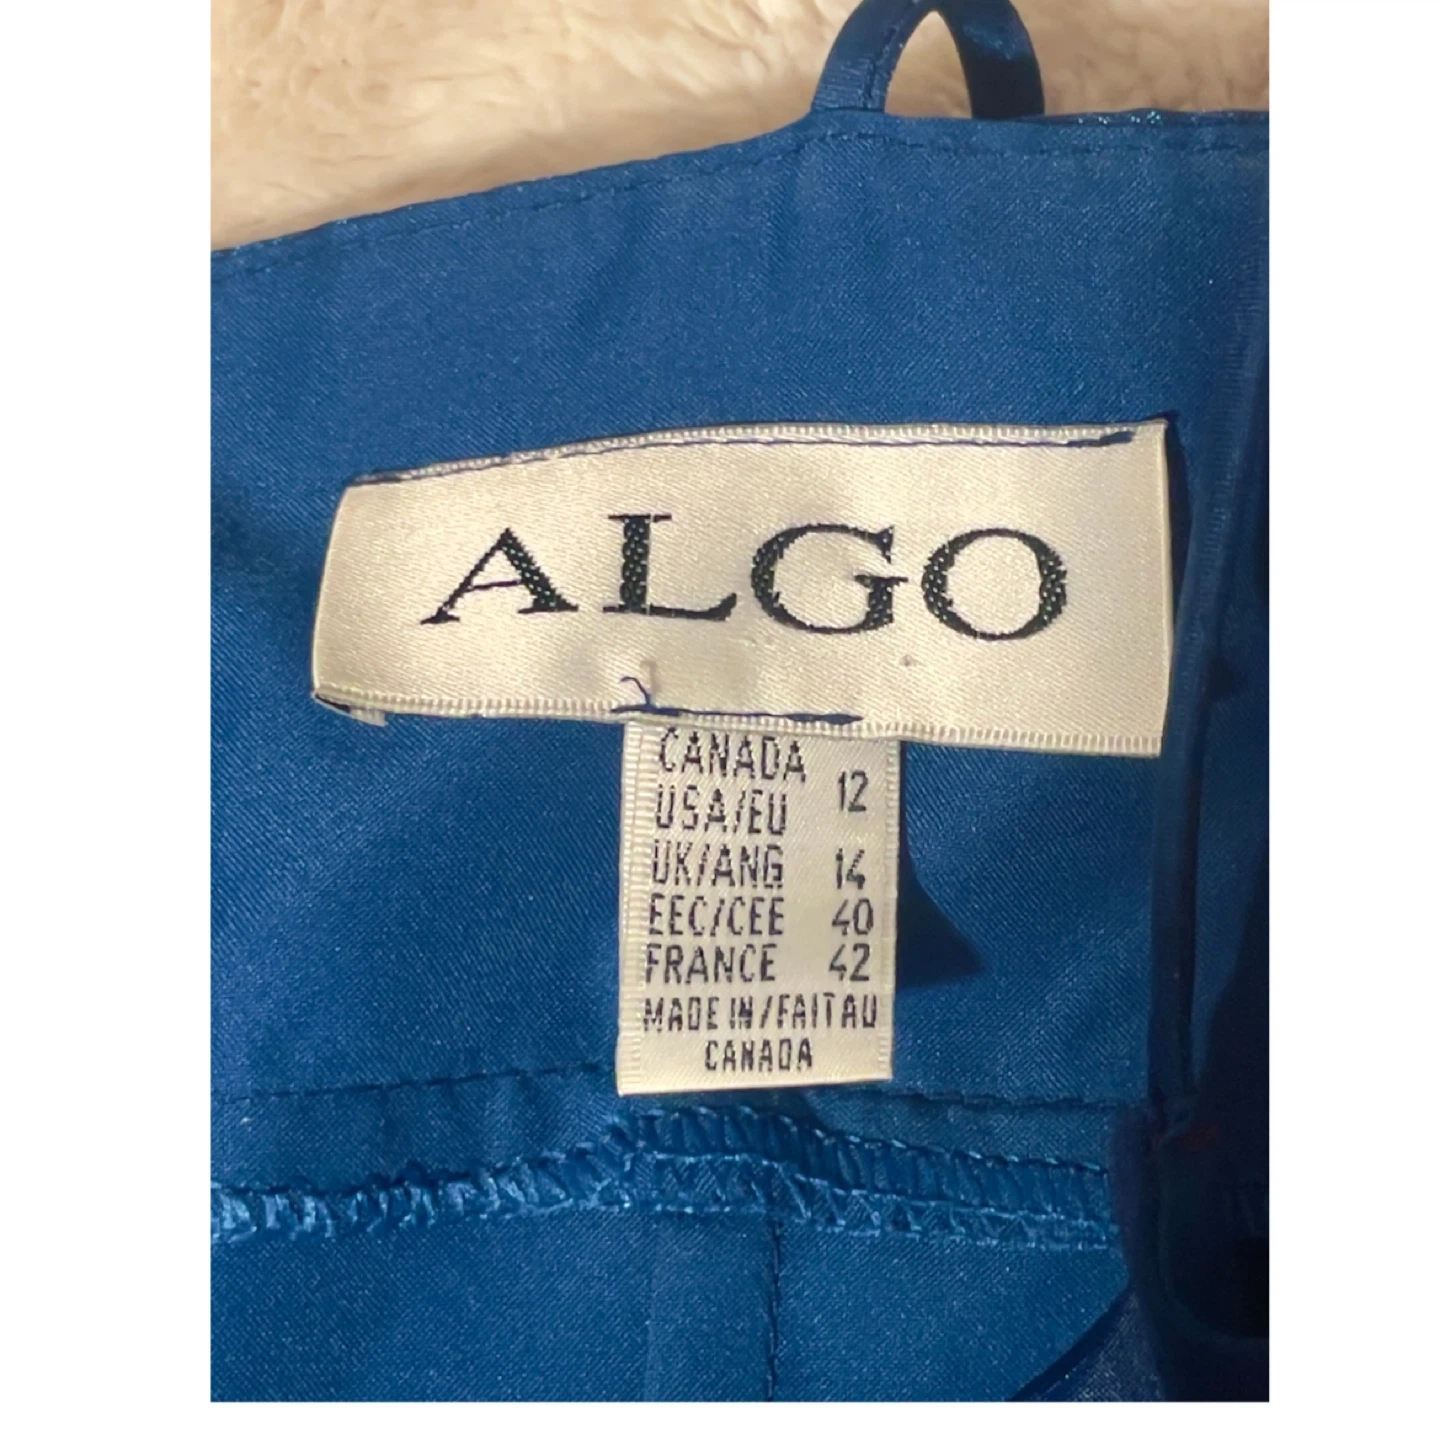 ALGO
CANADA
USA/EU 12
UK/ANG 14
EEC/CEE 40
FRANCE 42
MADE IN/FAIT AU
CANADA